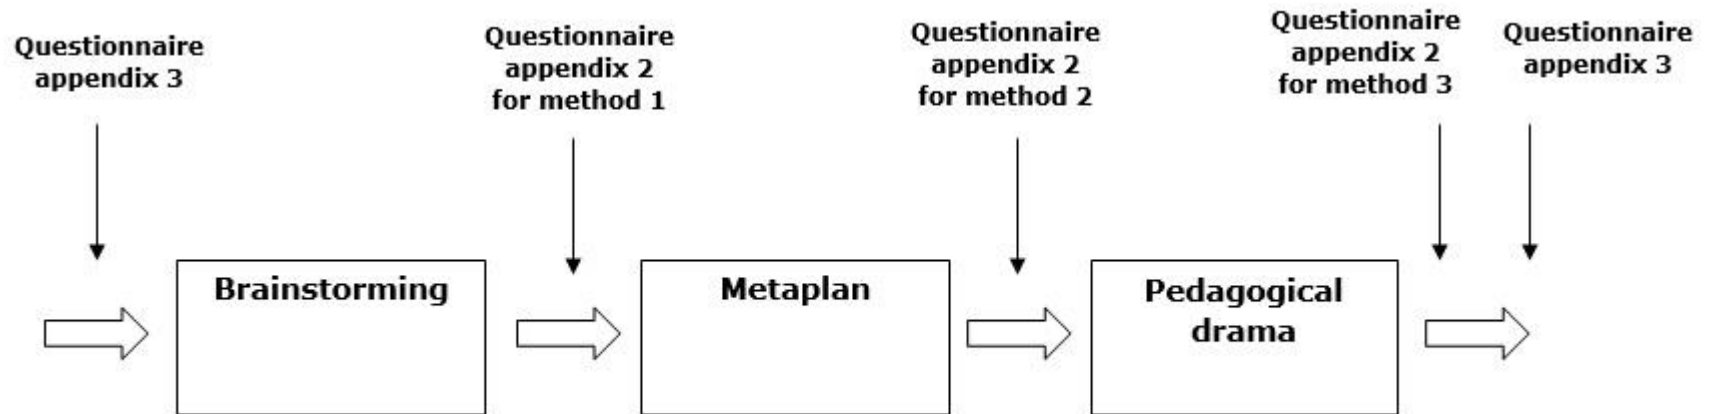 Questionnaire
appendix 3
Questionnaire
appendix 2
for method 1
Questionnaire
appendix 2
for method 2
Questionnaire
appendix 2
for method 3
Questionnaire
appendix 3
Brainstorming
Metaplan
Pedagogical
drama